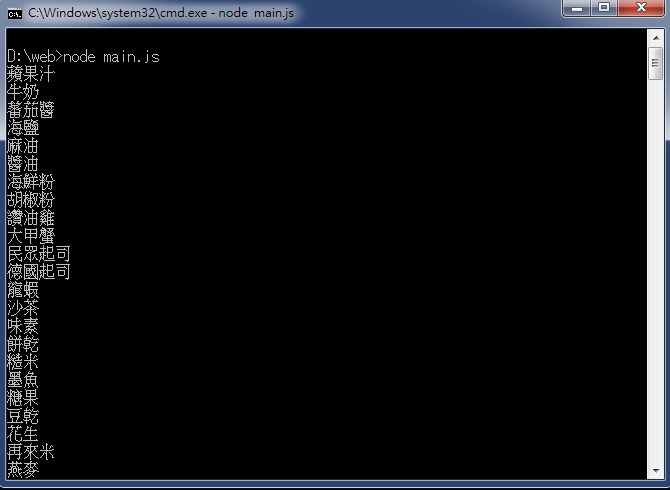 C:\Windows\system32\cmd.exe - node  main.js
D:\web>node main.js
蘋果汁
牛奶
蕃茄醬
海鹽
麻油
醬油
海鮮粉
胡椒粉
讚油雞
大甲蟹
民眾起司
德國起司
龍蝦
沙茶
味素
餅乾
糙米
墨魚
糖果
豆乾
花生
再來米
燕麥